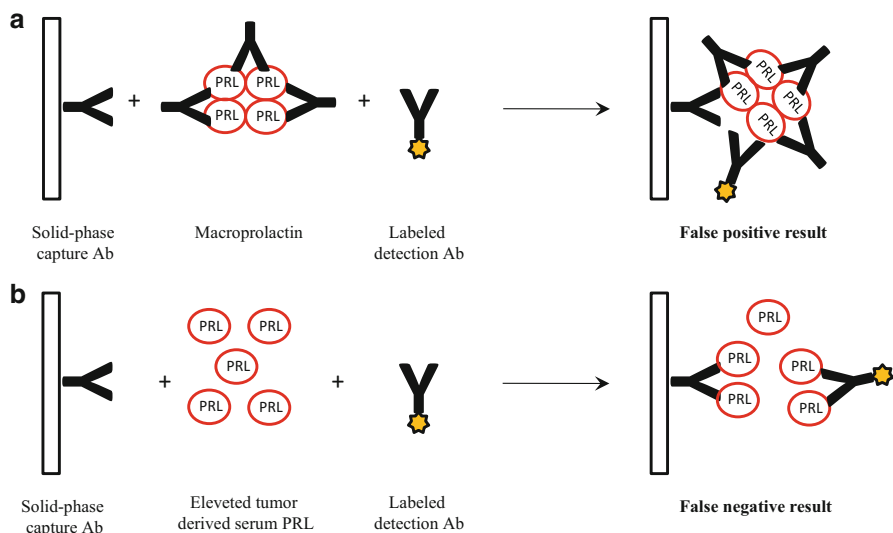 a
PRL PRL
PRL PRL
+
+
PRL
PRL PRL
PRL
Solid-phase
capture Ab
Macroprolactin
Labeled
detection Ab
False positive result
b
PRL PRL
PRL
PRL PRL
+
+
PRL
PRL PRL
PRL PRL
Solid-phase
capture Ab
Eleveted tumor
derived serum PRL
Labeled
detection Ab
False negative result